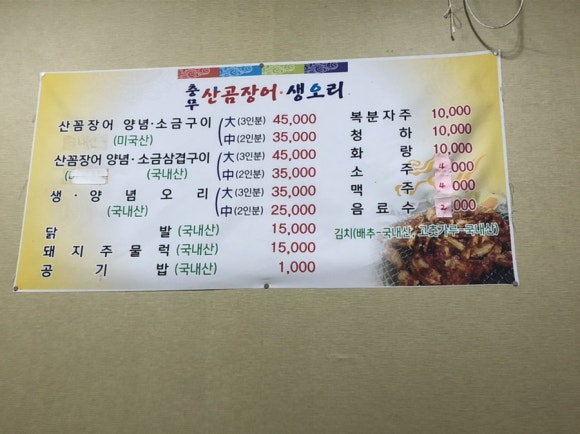 충무 산곰장어·생오리
산꼼장어 양념·소금구이 大(3인분) 45,000
(미국산) 中(2인분) 35,000
산꼼장어 양념·소금삼겹구이 大(3인분) 45,000
(국내산) 中(2인분) 35,000
생·양념오리 大(3인분) 35,000
(국내산) 中(2인분) 25,000
닭발(국내산) 15,000
돼지주물럭(국내산) 15,000
공기밥(국내산) 1,000
복분자주 10,000
청하 10,000
화랑 10,000
소주 4,000
맥주 4,000
음료수 2,000
김치(배추-국내산, 고춧가루-국내산)